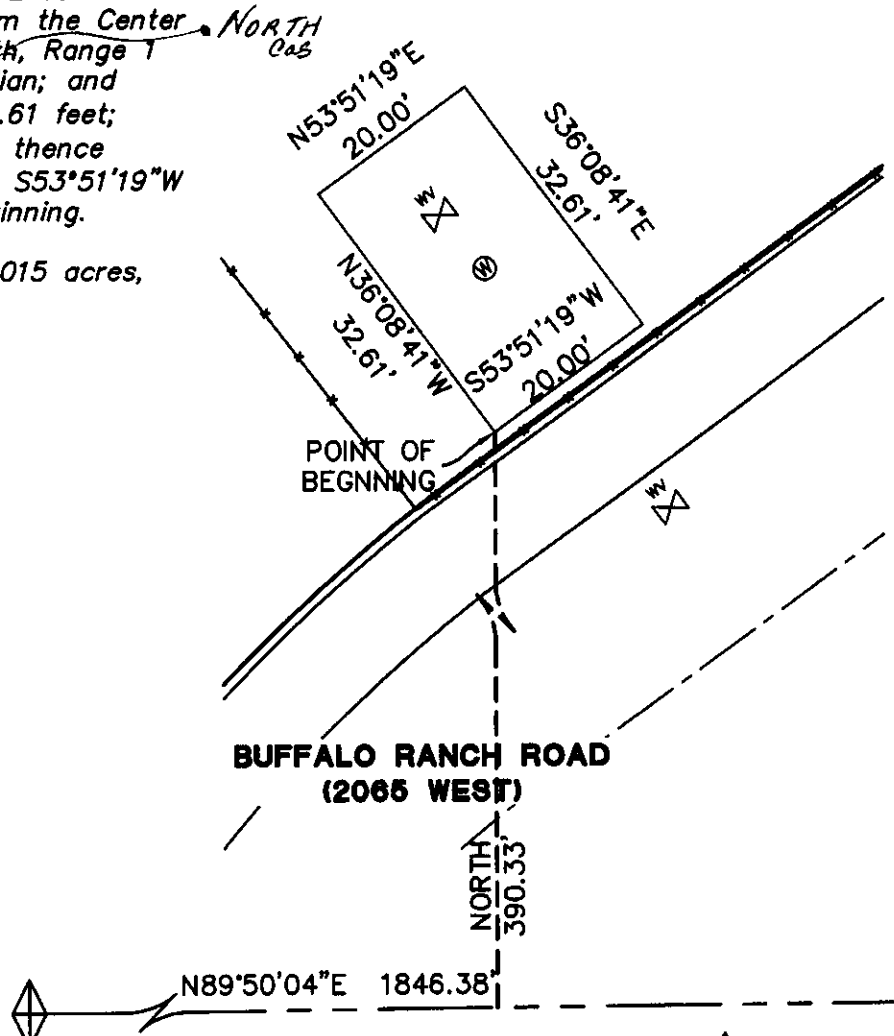 m the Center
th, Range 1
ian; and
.61 feet;
thence
S53°51'19"W
inning.
015 acres,
NORTH
N53°51'19"E
20.00'
S36°08'41"E
32.61'
WV
W
N36°08'41"W
32.61'
S53°51'19"W
20.00'
POINT OF
BEGNNING
WV
BUFFALO RANCH ROAD
(2065 WEST)
NORTH
390.33'
N89°50'04"E 1846.38'